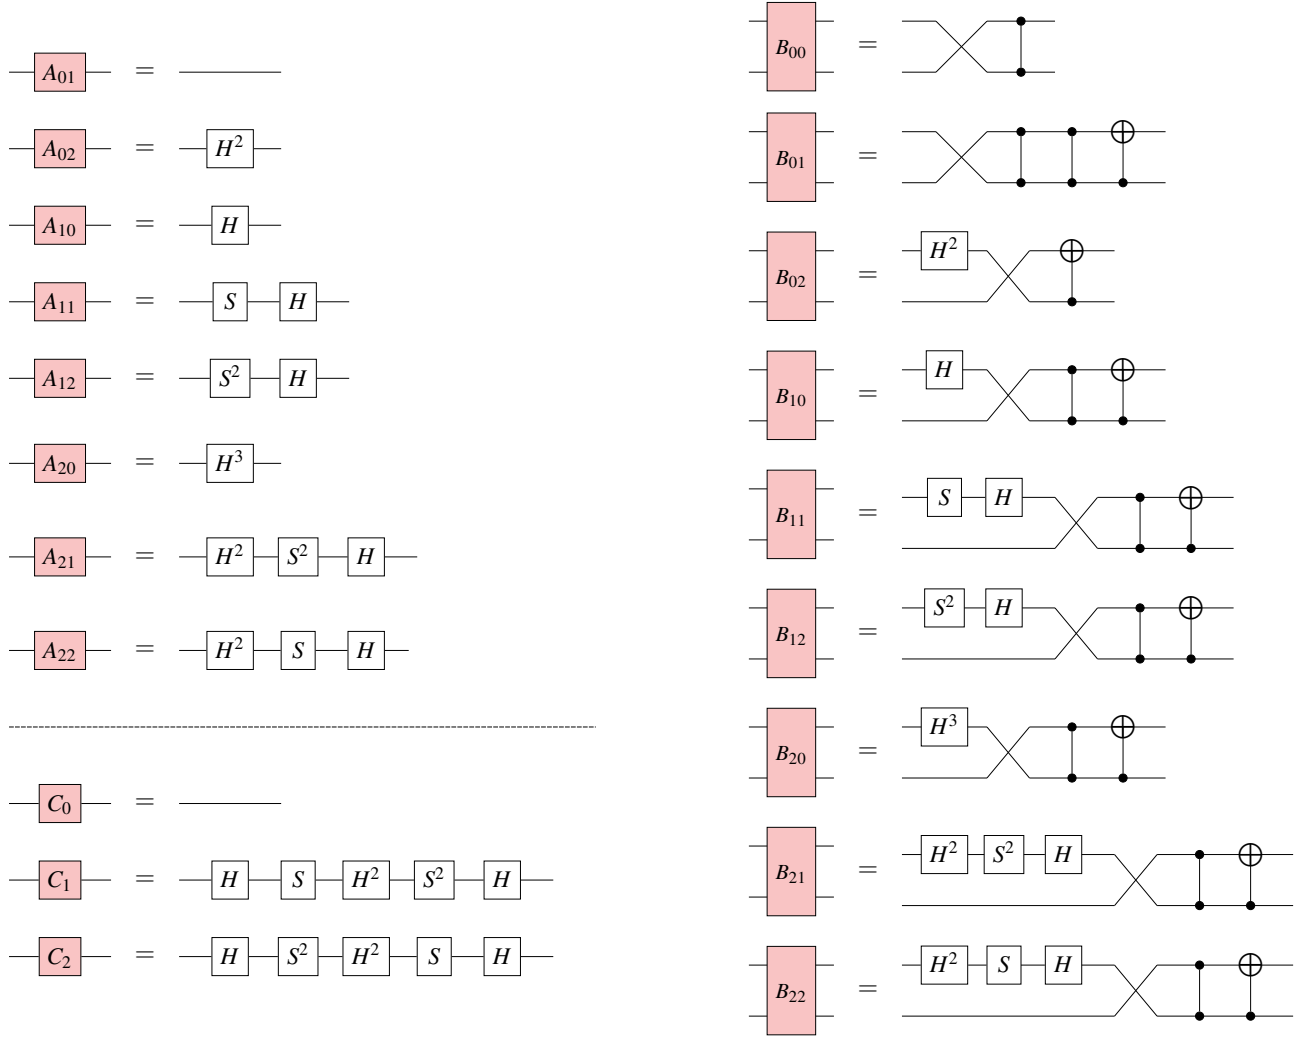 A₀₁ =
A₀₂ = H²
A₁₀ = H
A₁₁ = S H
A₁₂ = S² H
A₂₀ = H³
A₂₁ = H² S² H
A₂₂ = H² S H
C₀ =
C₁ = H S H² S² H
C₂ = H S² H² S H
B₀₀ =
B₀₁ =
B₀₂ = H²
B₁₀ = H
B₁₁ = S H
B₁₂ = S² H
B₂₀ = H³
B₂₁ = H² S² H
B₂₂ = H² S H